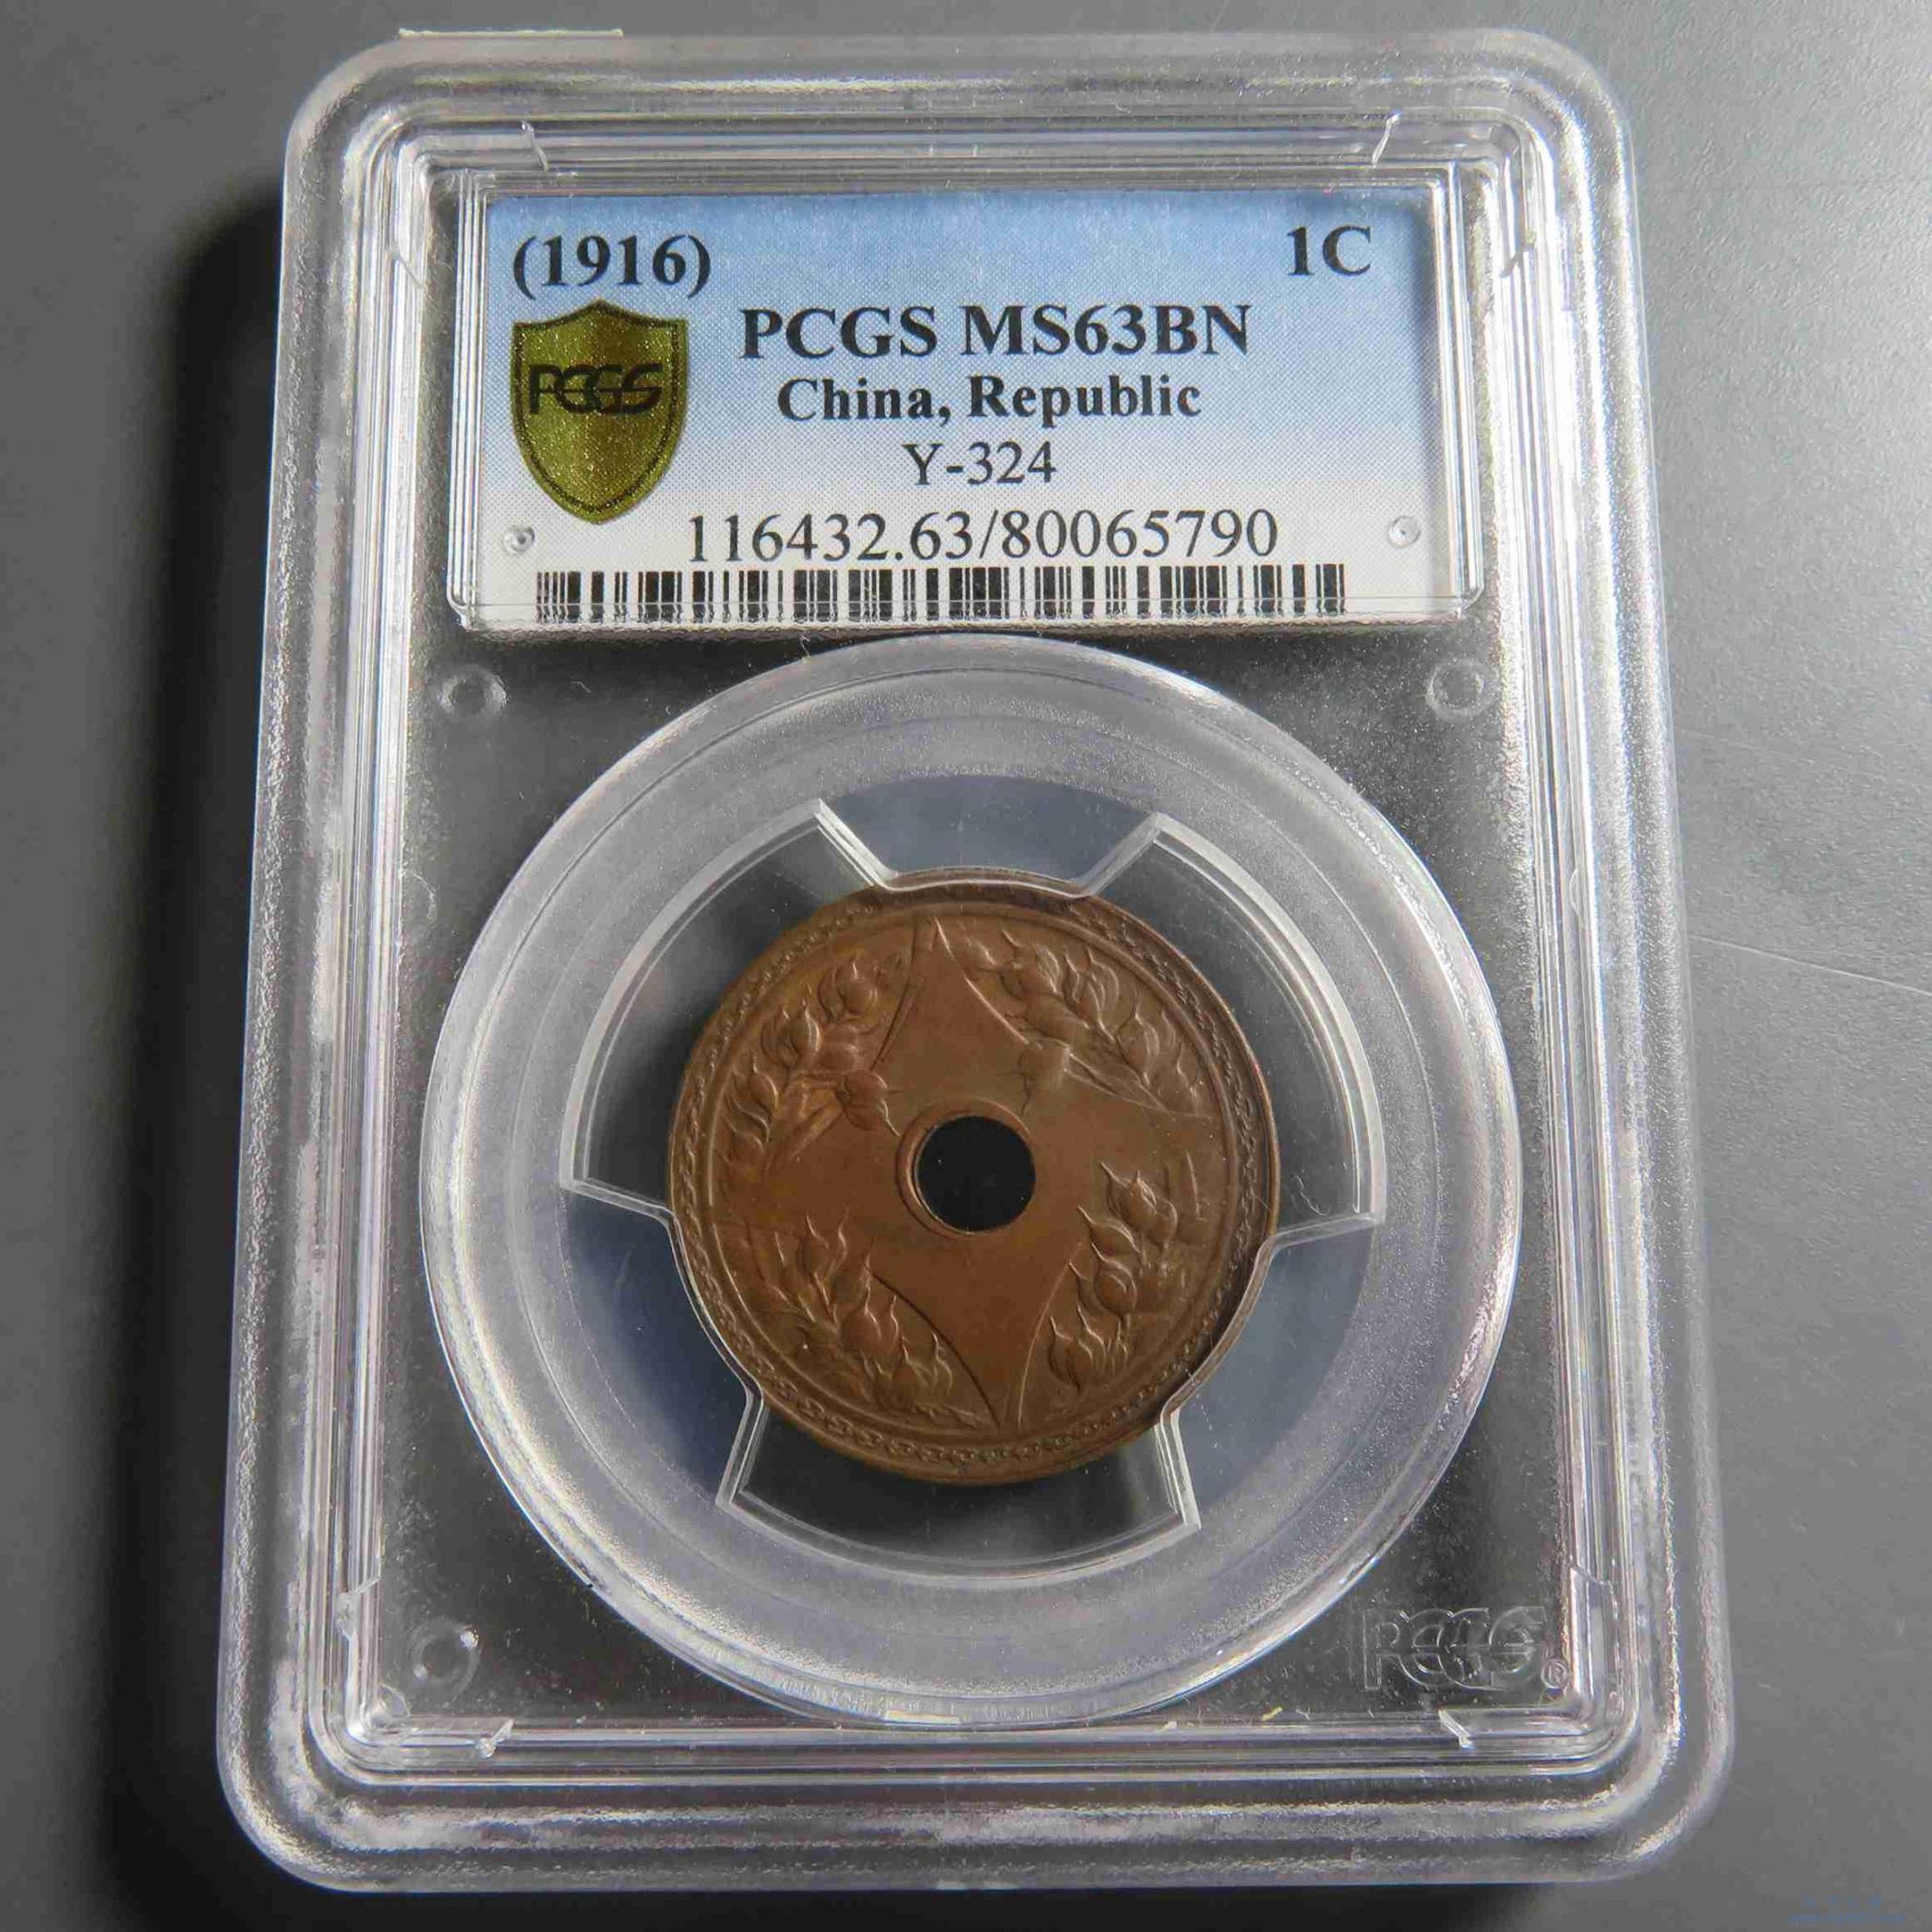 (1916) 1C
PCGS MS63BN
PCGS
China, Republic
Y-324
116432.63/80065790
PCGS